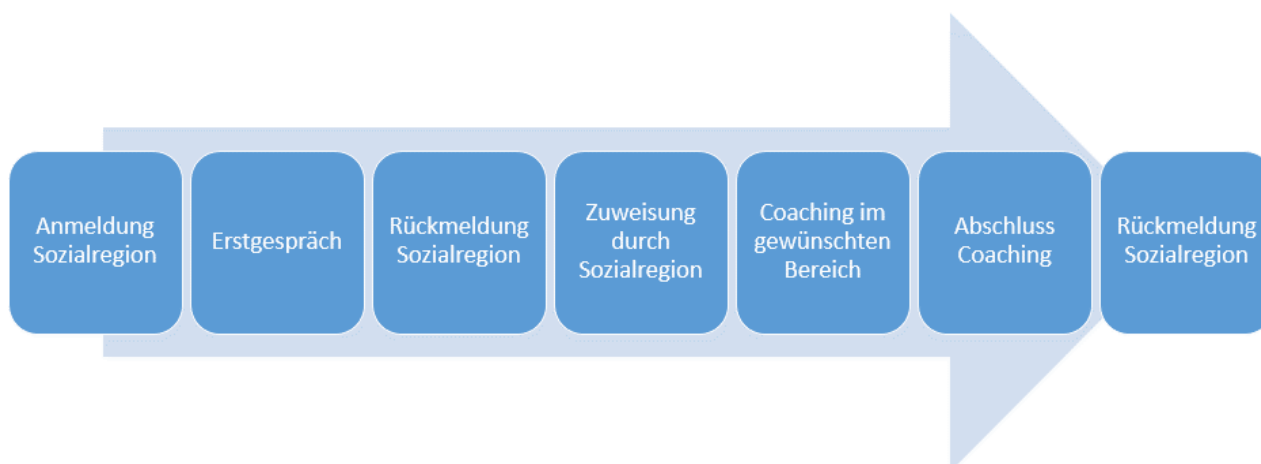 Anmeldung
Sozialregion
Erstgespräch
Rückmeldung
Sozialregion
Zuweisung
durch
Sozialregion
Coaching im
gewünschten
Bereich
Abschluss
Coaching
Rückmeldung
Sozialregion